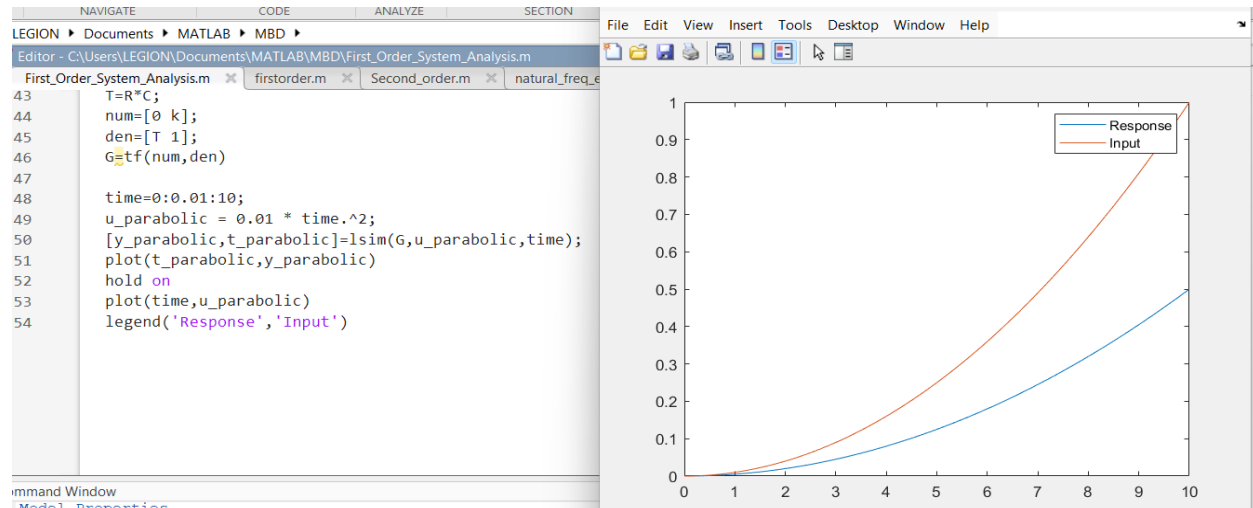 NAVIGATE CODE ANALYZE SECTION
LEGION ▸ Documents ▸ MATLAB ▸ MBD ▸
Editor - C:\Users\LEGION\Documents\MATLAB\MBD\First_Order_System_Analysis.m
First_Order_System_Analysis.m firstorder.m Second_order.m natural_freq_e
43 T=R*C;
44 num=[0 k];
45 den=[T 1];
46 G=tf(num,den)
47
48 time=0:0.01:10;
49 u_parabolic = 0.01 * time.^2;
50 [y_parabolic,t_parabolic]=lsim(G,u_parabolic,time);
51 plot(t_parabolic,y_parabolic)
52 hold on
53 plot(time,u_parabolic)
54 legend('Response','Input')
mmand Window
Model Properties
File Edit View Insert Tools Desktop Window Help
1
0.9
0.8
0.7
0.6
0.5
0.4
0.3
0.2
0.1
0
0 1 2 3 4 5 6 7 8 9 10
Response
Input